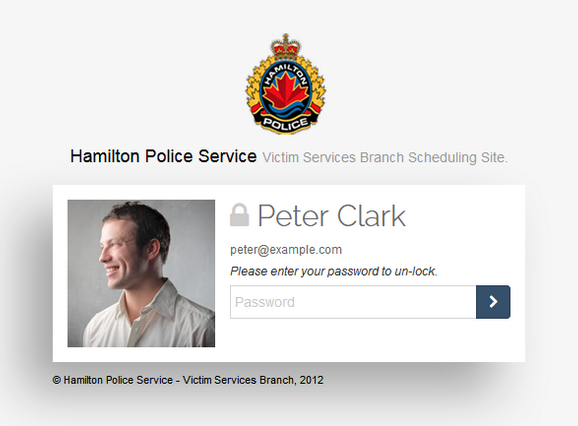 HAMILTON
POLICE
Hamilton Police Service Victim Services Branch Scheduling Site.
Peter Clark
peter@example.com
Please enter your password to un-lock.
Password
© Hamilton Police Service - Victim Services Branch, 2012